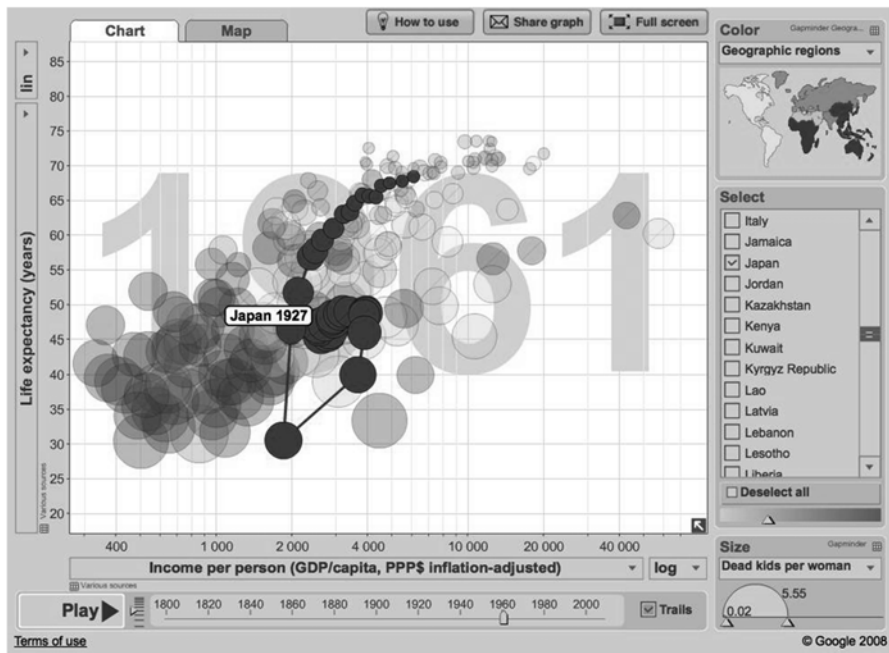 Chart
Map
How to use
Share graph
Full screen
Color
Gapminder Geogra...
Geographic regions
lin
Life expectancy (years)
Various sources
85
80
75
70
65
60
55
50
45
40
35
30
25
20
1961
Japan 1927
400
1 000
2 000
4 000
10 000
20 000
40 000
Income per person (GDP/capita, PPP$ inflation-adjusted)
log
Various sources
Select
Italy
Jamaica
Japan
Jordan
Kazakhstan
Kenya
Kuwait
Kyrgyz Republic
Lao
Latvia
Lebanon
Lesotho
Liberia
Deselect all
Size
Gapminder
Dead kids per woman
5.55
0.02
Play
1800 1820 1840 1860 1880 1900 1920 1940 1960 1980 2000
Trails
Terms of use
© Google 2008